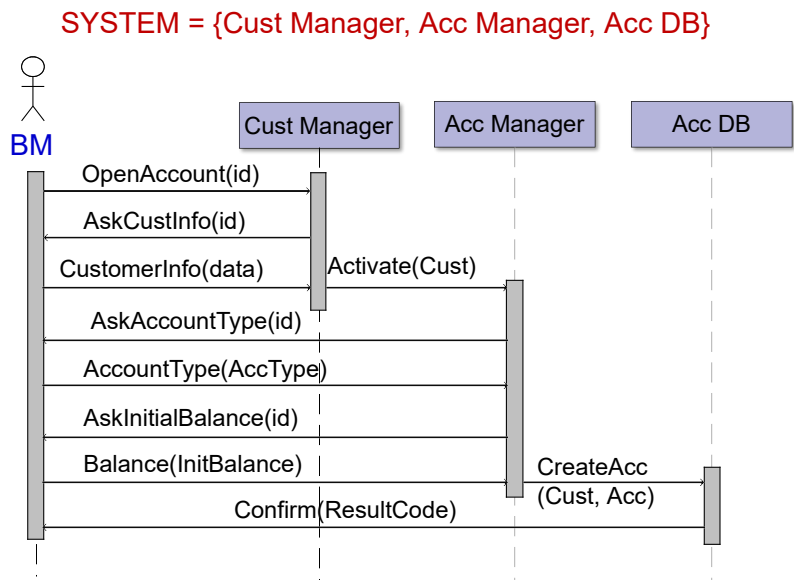 SYSTEM = {Cust Manager, Acc Manager, Acc DB}
BM
Cust Manager
Acc Manager
Acc DB
OpenAccount(id)
AskCustInfo(id)
CustomerInfo(data)
Activate(Cust)
AskAccountType(id)
AccountType(AccType)
AskInitialBalance(id)
Balance(InitBalance)
CreateAcc
(Cust, Acc)
Confirm(ResultCode)